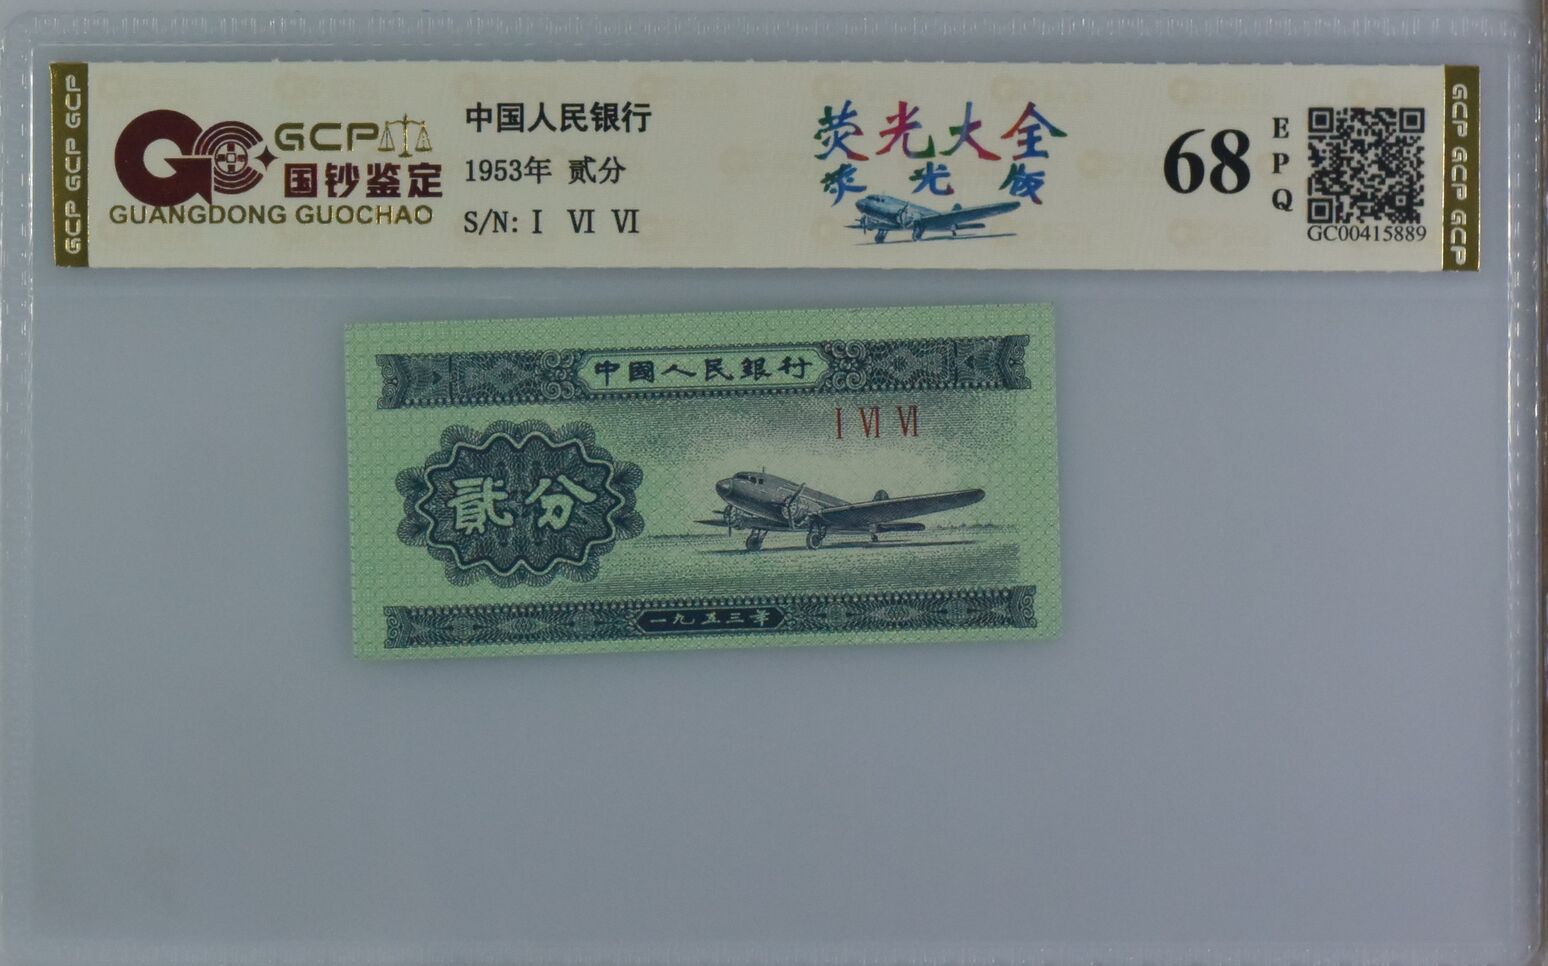 GCP GCP GCP
GCP
国钞鉴定
GUANGDONG GUOCHAO
中国人民银行
1953年 贰分
S/N: I VI VI
荧光大全
荧光版
68
EPQ
GC00415889
GCP GCP GCP
中國人民銀行
I VI VI
貳分
一九五三年